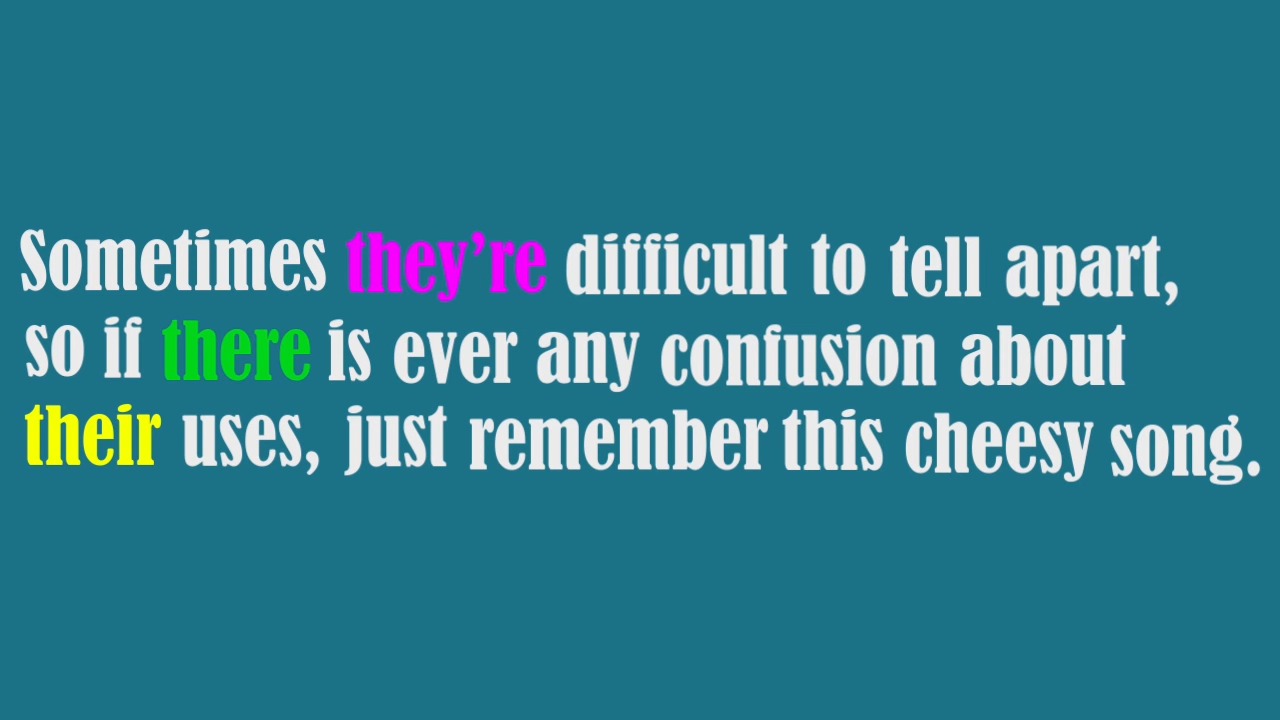 Sometimes they’re difficult to tell apart,
so if there is ever any confusion about
their uses, just remember this cheesy song.